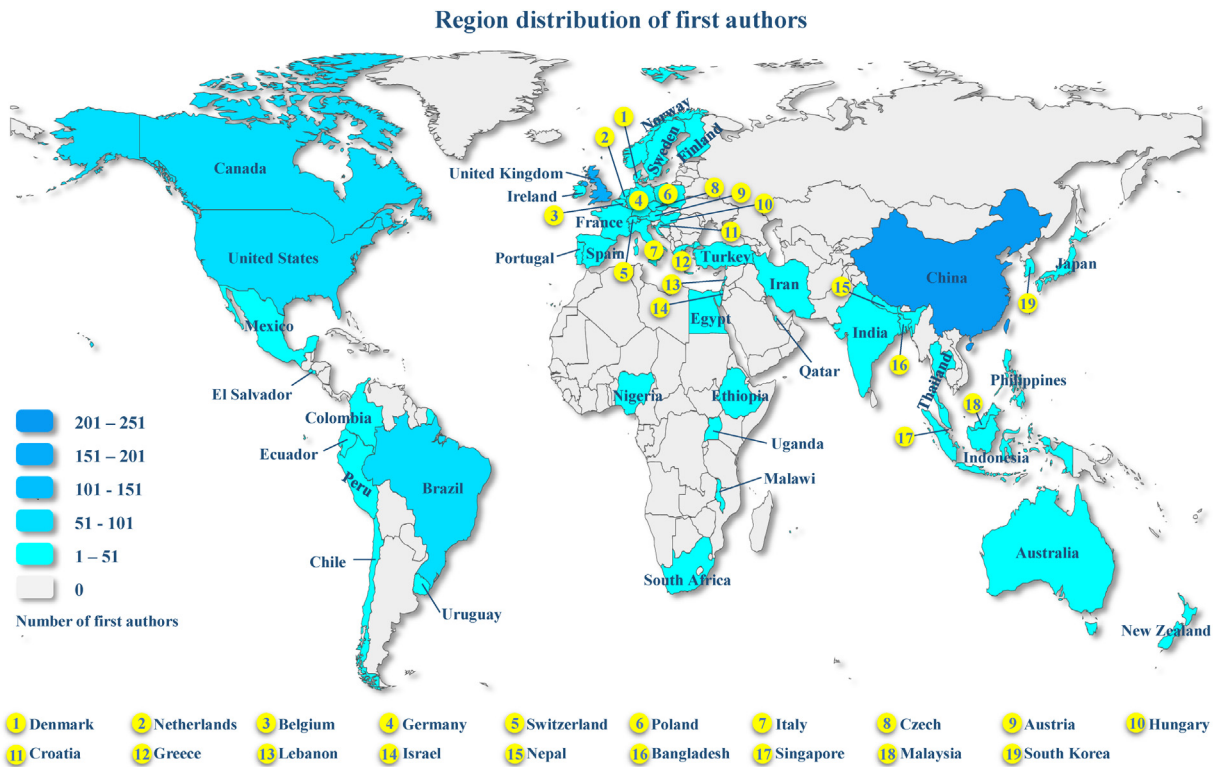 Region distribution of first authors
Norway
Sweden
Finland
1
2
Canada
United Kingdom
Ireland
3
4
6
8
9
10
France
11
United States
Portugal
Spain
5
7
12
Turkey
13
14
Iran
China
Japan
15
19
Mexico
Egypt
India
Qatar
16
El Salvador
Nigeria
Ethiopia
Thailand
Philippines
18
17
Colombia
Ecuador
Uganda
Indonesia
Peru
Brazil
Malawi
Chile
Australia
South Africa
Uruguay
New Zealand
201 – 251
151 – 201
101 – 151
51 - 101
1 – 51
0
Number of first authors
1 Denmark 2 Netherlands 3 Belgium 4 Germany 5 Switzerland 6 Poland 7 Italy 8 Czech 9 Austria 10 Hungary
11 Croatia 12 Greece 13 Lebanon 14 Israel 15 Nepal 16 Bangladesh 17 Singapore 18 Malaysia 19 South Korea